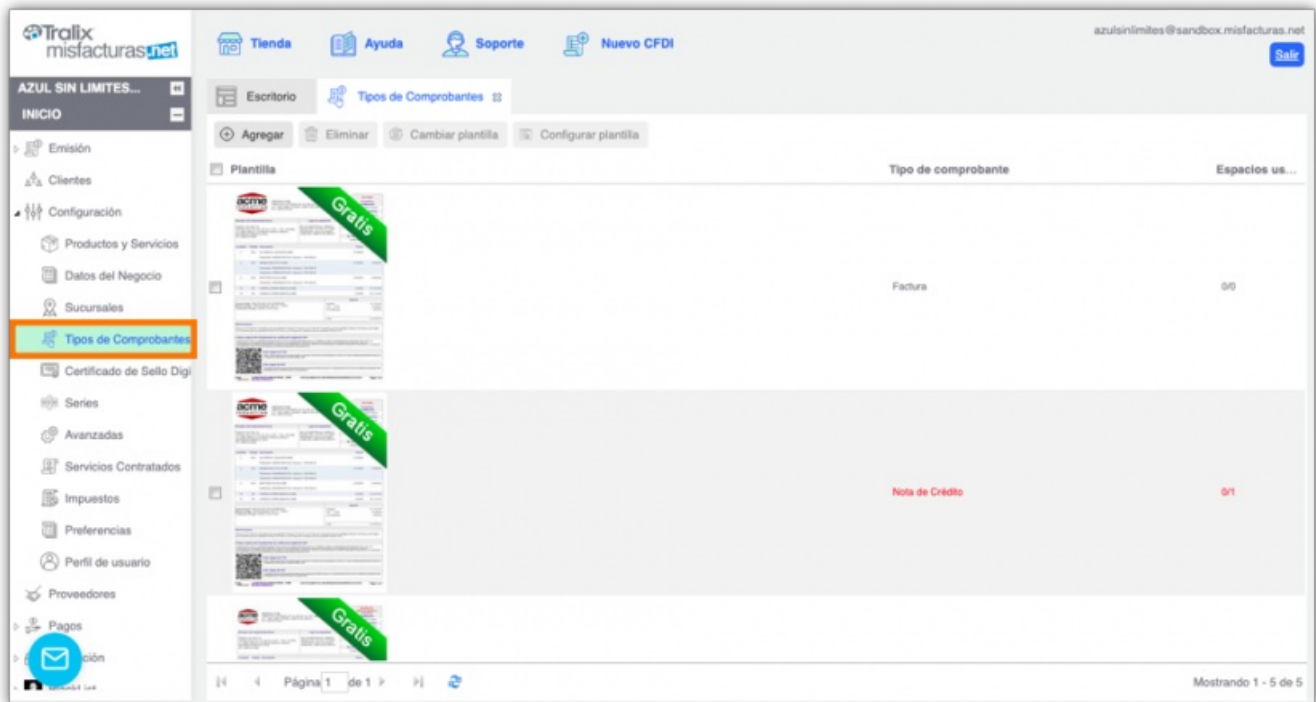 Tralix
misfacturas.net
Tienda
Ayuda
Soporte
Nuevo CFDI
azulsinlimites@sandbox.misfacturas.net
Salir
AZUL SIN LIMITES...
INICIO
Escritorio
Tipos de Comprobantes
Agregar
Eliminar
Cambiar plantilla
Configurar plantilla
Emisión
Clientes
Configuración
Productos y Servicios
Datos del Negocio
Sucursales
Tipos de Comprobantes
Certificado de Sello Digi
Series
Avanzadas
Servicios Contratados
Impuestos
Preferencias
Perfil de usuario
Proveedores
Pagos
ción
Plantilla
Tipo de comprobante
Espacios us...
acme
Gratis
Factura
0/0
acme
Gratis
Nota de Crédito
0/1
acme
Gratis
Página 1 de 1
Mostrando 1 - 5 de 5